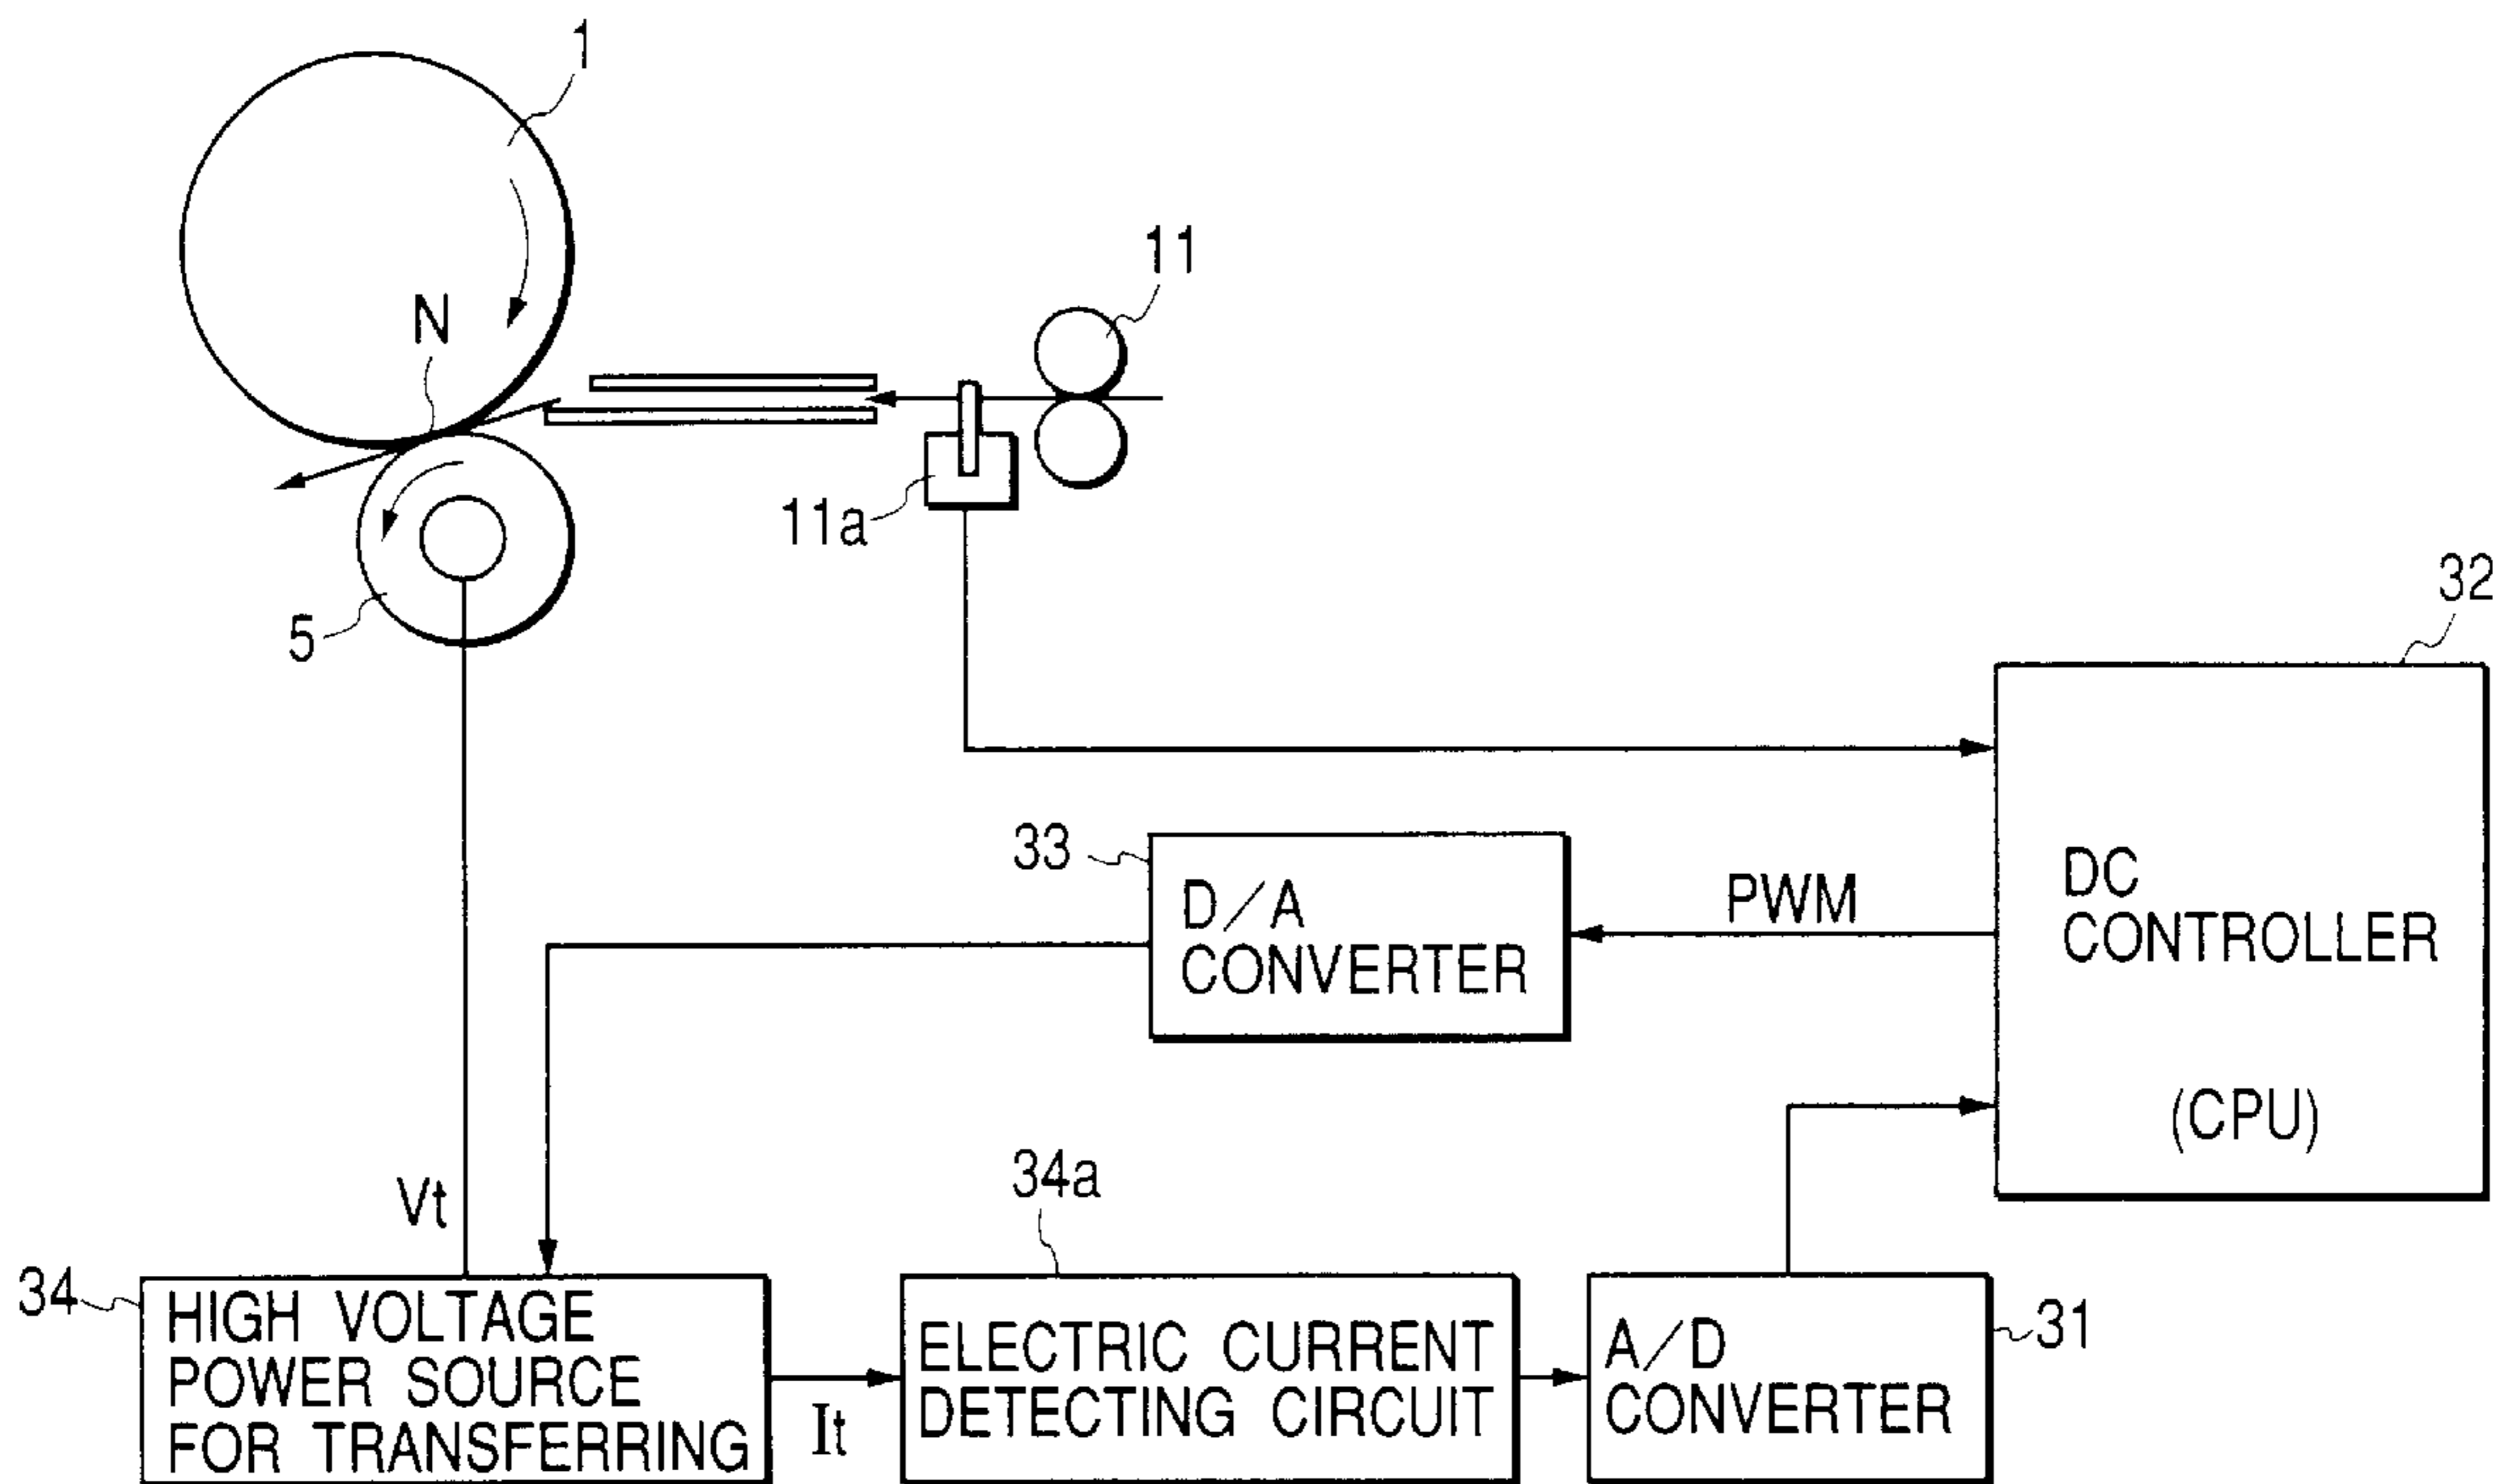 1
11
N
11a
5
32
33
D/A
CONVERTER
PWM
DC
CONTROLLER
(CPU)
34a
Vt
34
HIGH VOLTAGE
POWER SOURCE
FOR TRANSFERRING
It
ELECTRIC CURRENT
DETECTING CIRCUIT
A/D
CONVERTER
31